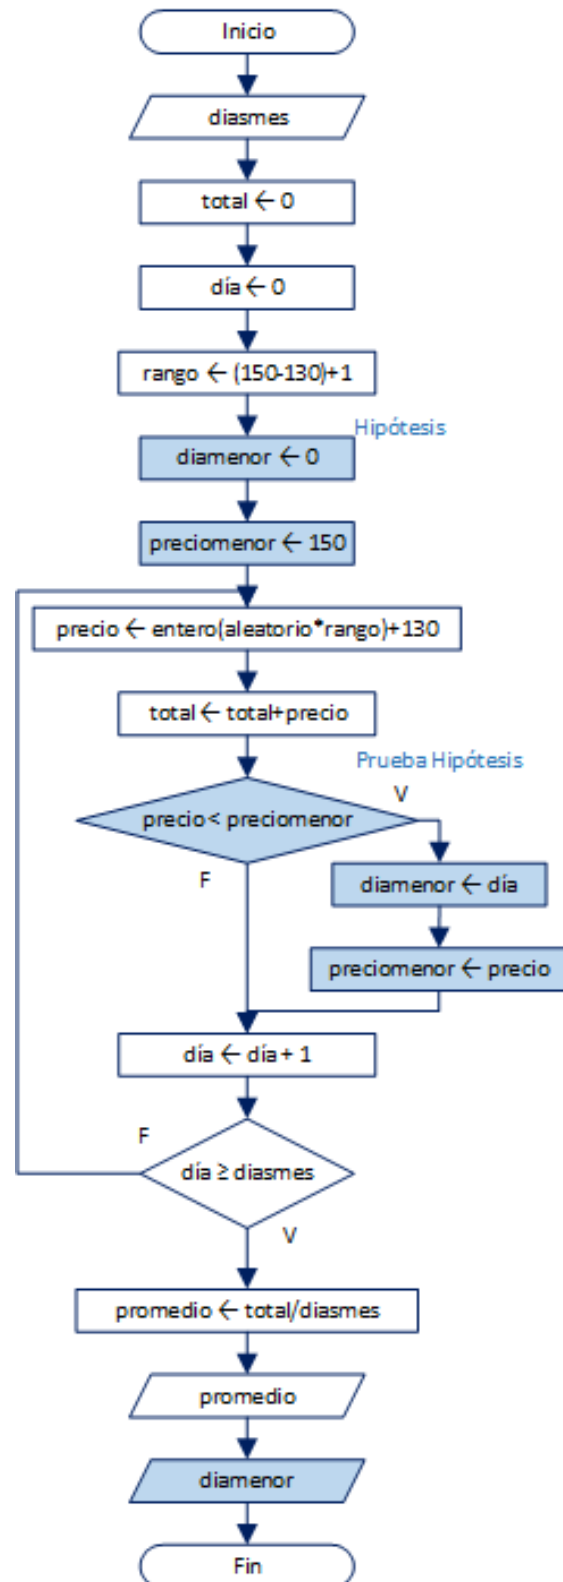 Inicio
diasmes
total ← 0
día ← 0
rango ← (150-130)+1
Hipótesis
diamenor ← 0
preciomenor ← 150
precio ← entero(aleatorio*rango)+130
total ← total+precio
Prueba Hipótesis
precio< preciomenor
V
F
diamenor ← día
preciomenor ← precio
día ← día + 1
F
día ≥ diasmes
V
promedio ← total/diasmes
promedio
diamenor
Fin